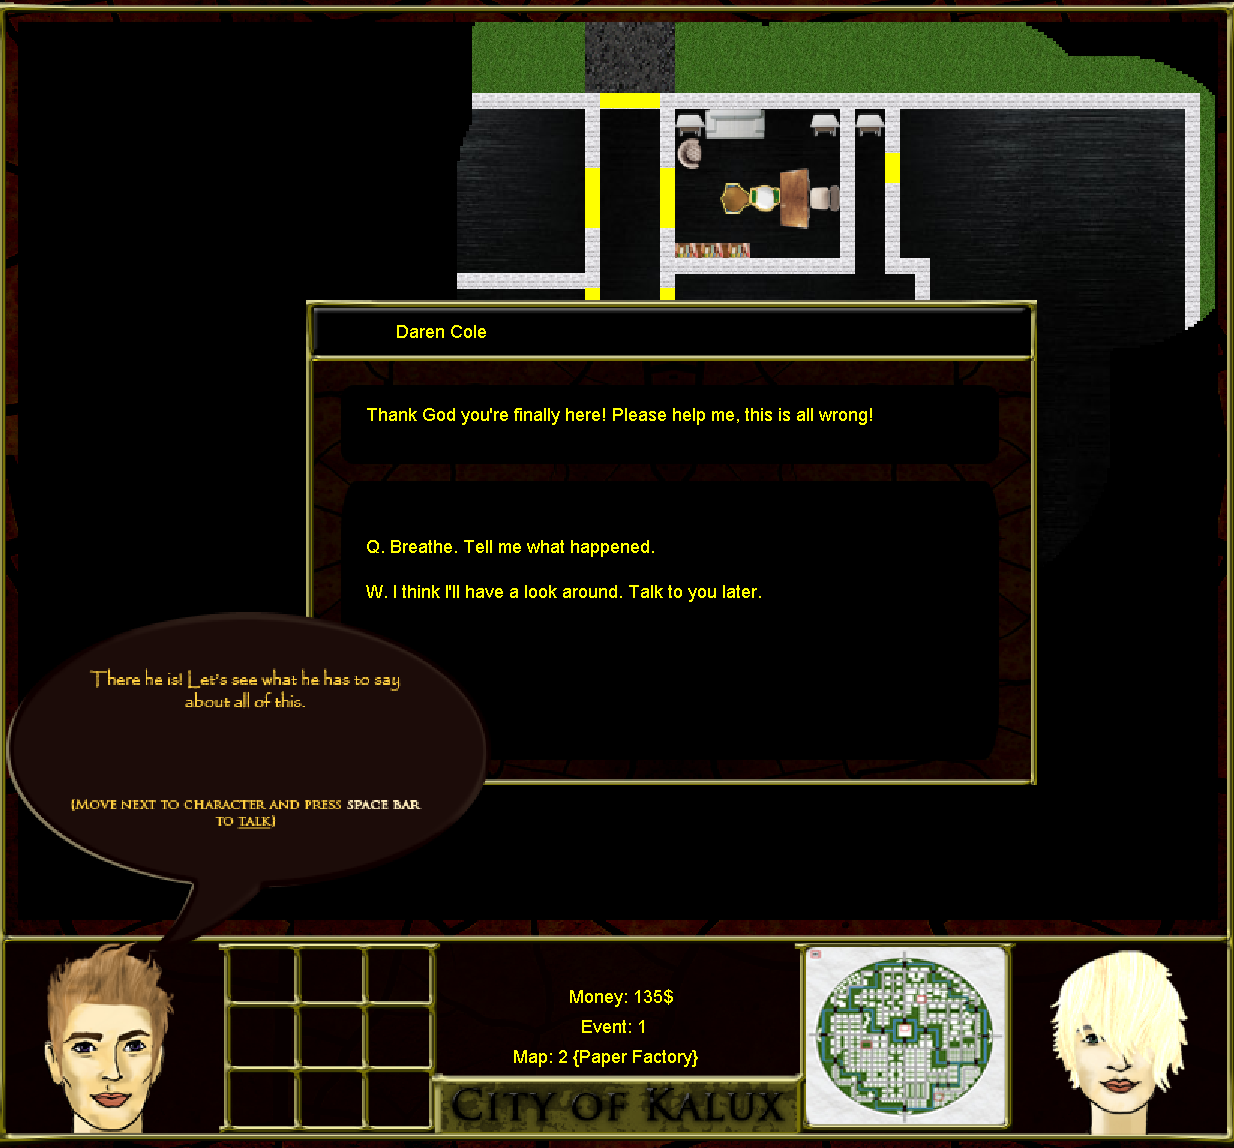 Daren Cole
Thank God you're finally here! Please help me, this is all wrong!
Q. Breathe. Tell me what happened.
W. I think I'll have a look around. Talk to you later.
There he is! Let's see what he has to say
about all of this.
{Move next to character and press space bar
to talk}
Money: 135$
Event: 1
Map: 2 {Paper Factory}
City of Kalux